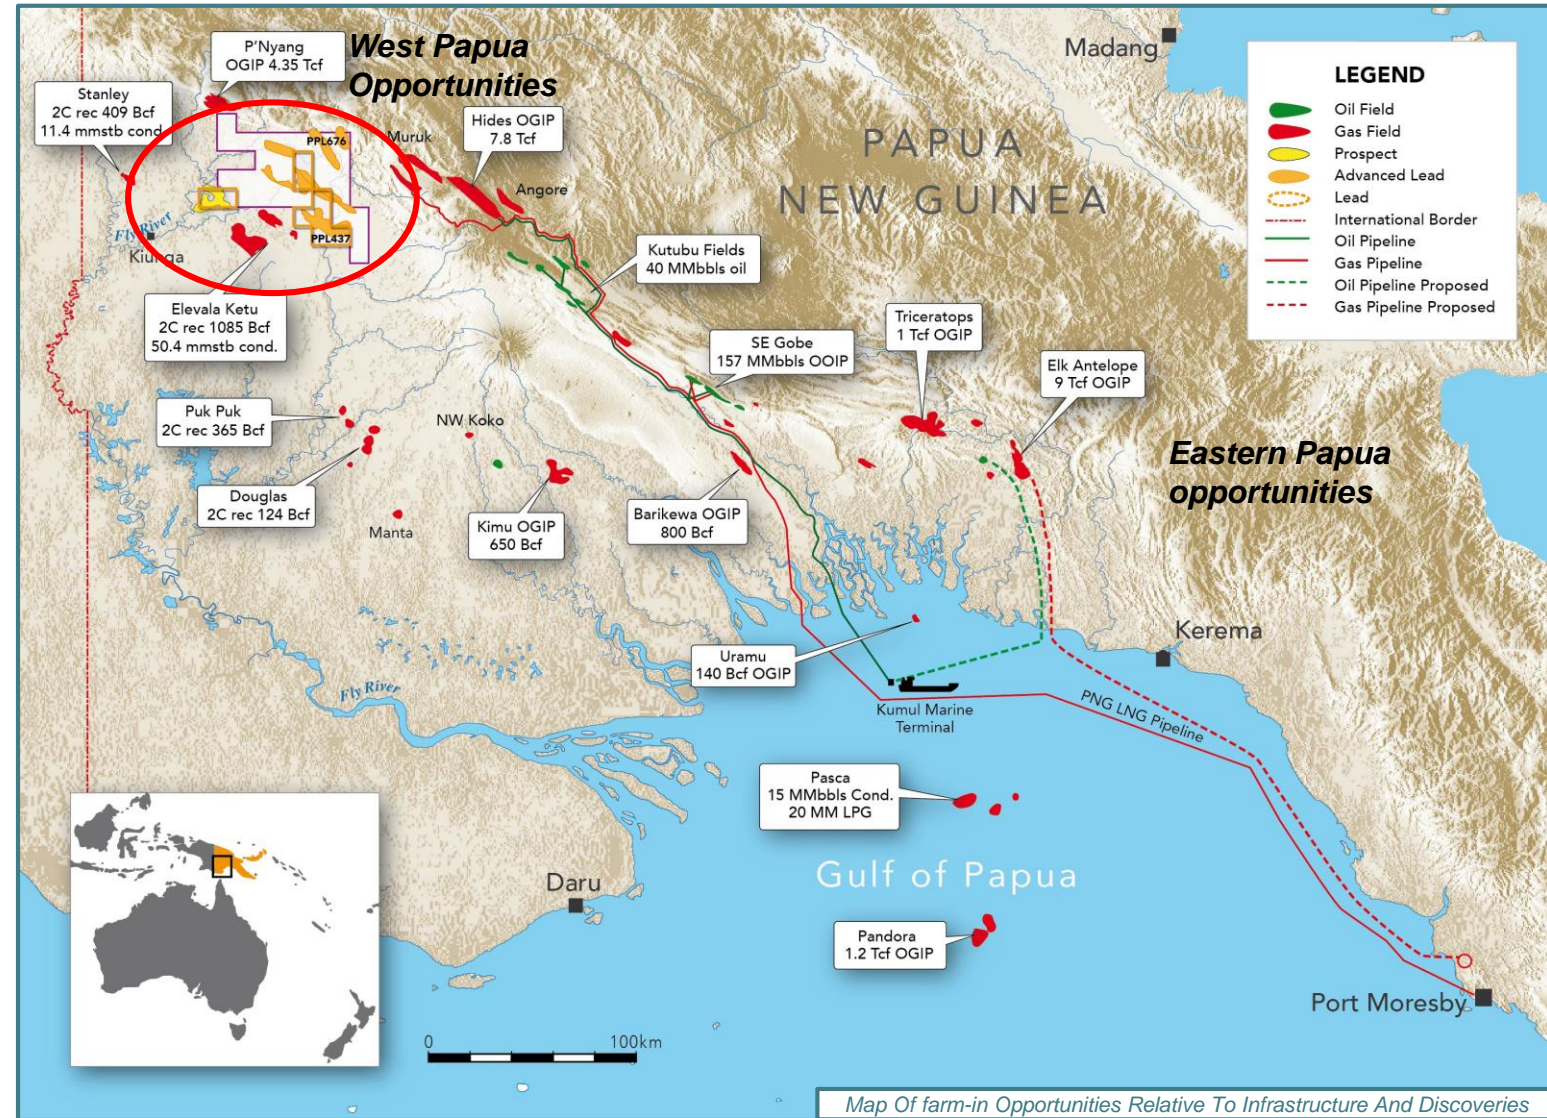 West Papua
Opportunities
P'Nyang
OGIP 4.35 Tcf
Stanley
2C rec 409 Bcf
11.4 mmstb cond
Muruk
Hides OGIP
7.8 Tcf
Angore
PPL676
PPL437
Fly River
Kiunga
Elevala Ketu
2C rec 1085 Bcf
50.4 mmstb cond.
Madang
PAPUA
NEW GUINEA
LEGEND
Oil Field
Gas Field
Prospect
Advanced Lead
Lead
International Border
Oil Pipeline
Gas Pipeline
Oil Pipeline Proposed
Gas Pipeline Proposed
Kutubu Fields
40 MMbbls oil
Triceratops
1 Tcf OGIP
SE Gobe
157 MMbbls OOIP
Elk Antelope
9 Tcf OGIP
Puk Puk
2C rec 365 Bcf
NW Koko
Eastern Papua
opportunities
Douglas
2C rec 124 Bcf
Manta
Kimu OGIP
650 Bcf
Barikewa OGIP
800 Bcf
Kerema
Uramu
140 Bcf OGIP
Fly River
Kumul Marine
Terminal
PNG LNG Pipeline
Pasca
15 MMbbls Cond.
20 MM LPG
Gulf of Papua
Daru
Pandora
1.2 Tcf OGIP
Port Moresby
0
100km
Map Of farm-in Opportunities Relative To Infrastructure And Discoveries